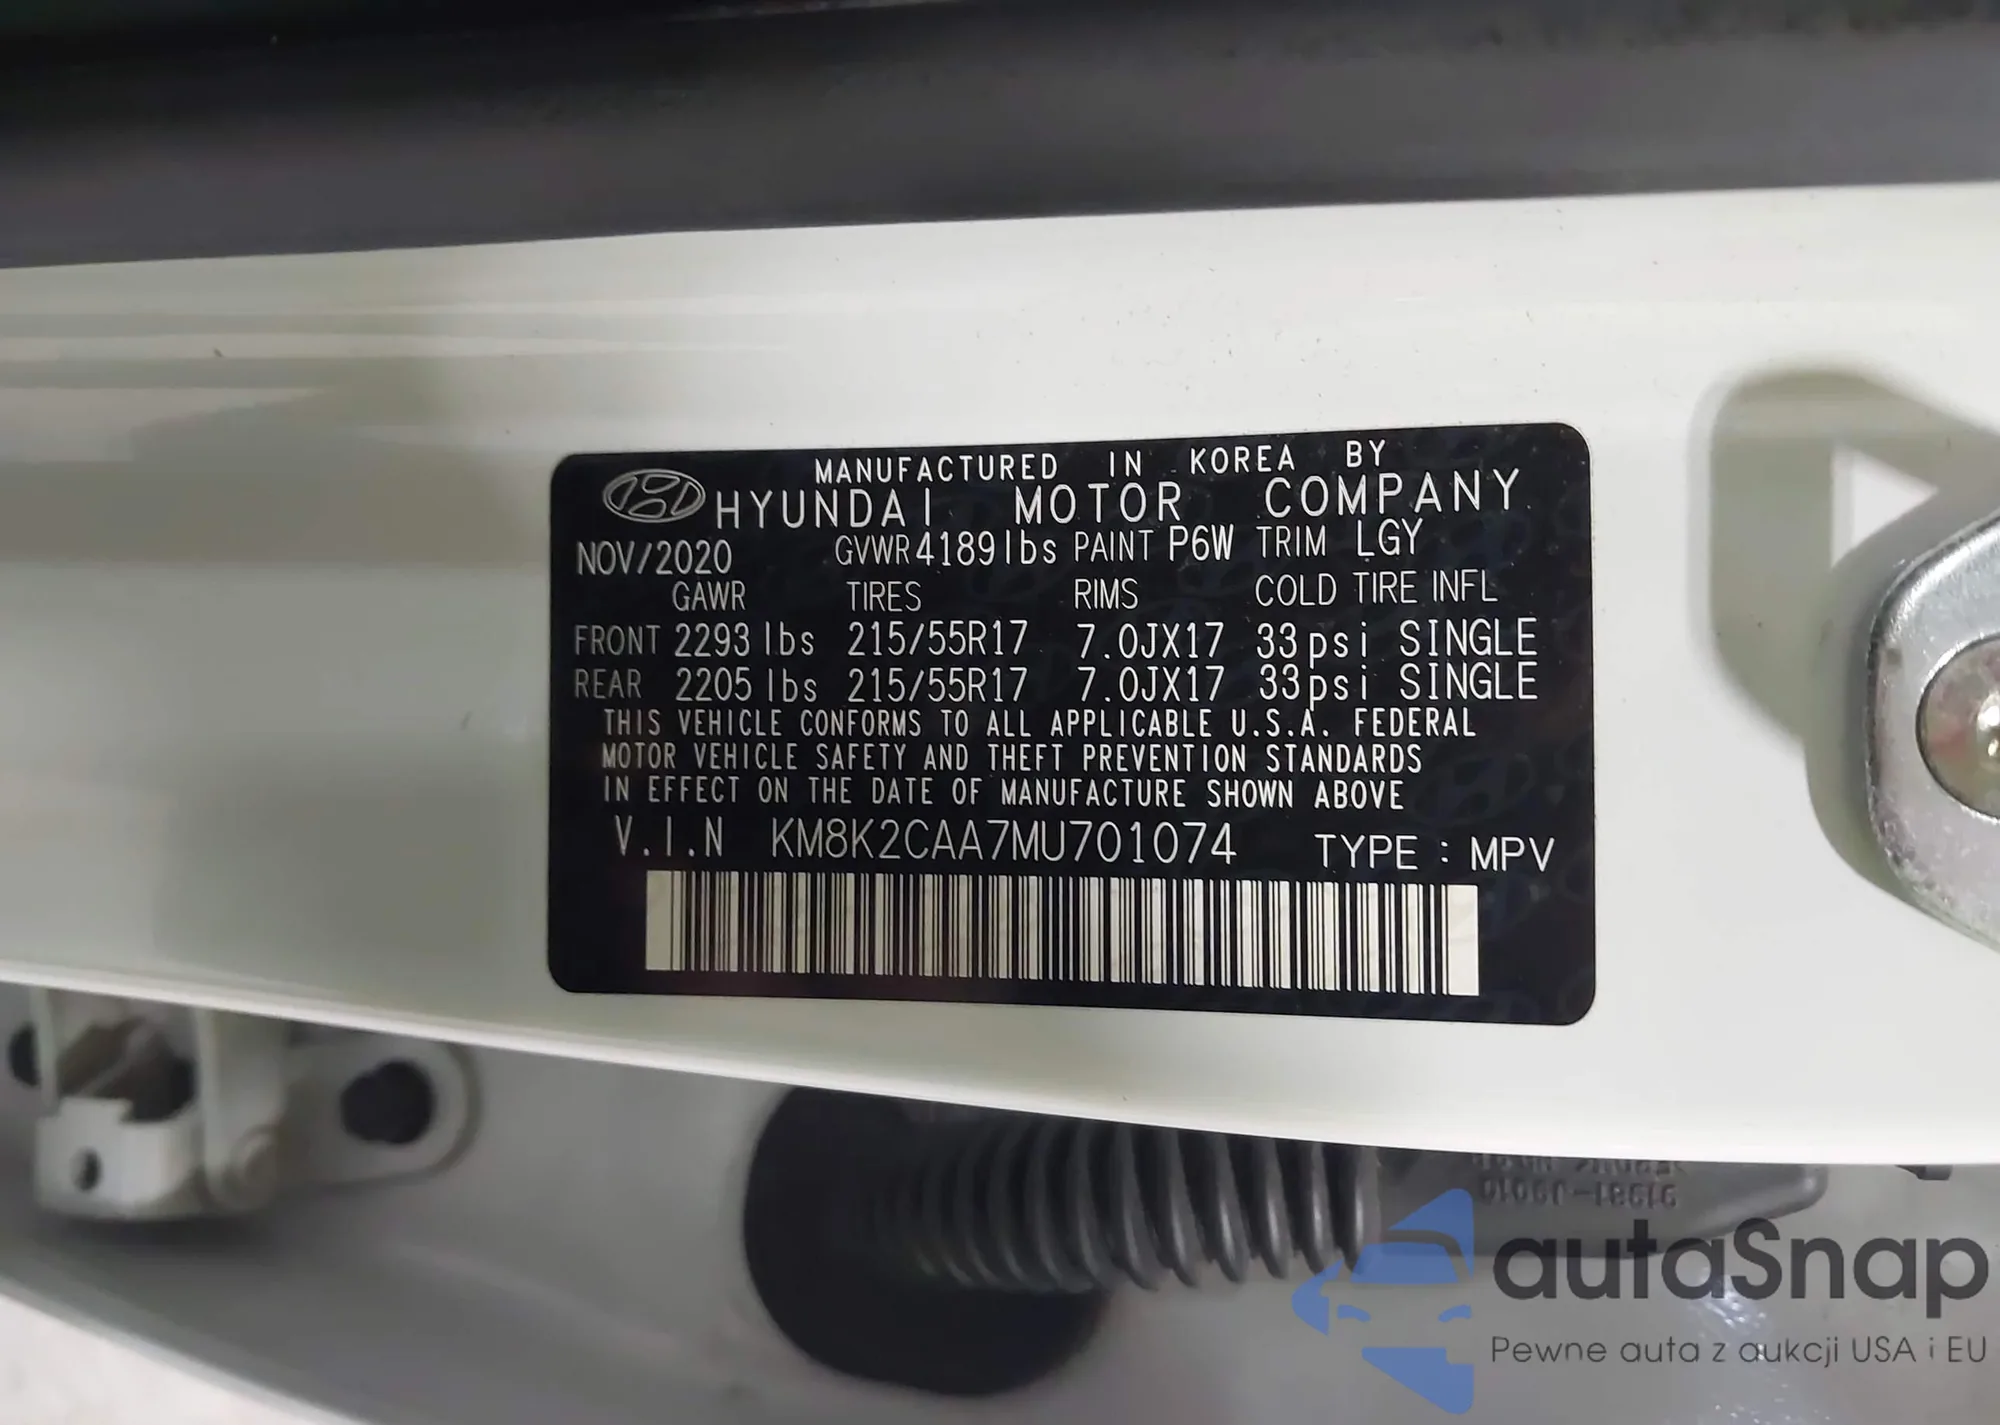 MANUFACTURED IN KOREA BY
HYUNDAI MOTOR COMPANY
NOV/2020 GVWR 4189lbs PAINT P6W TRIM LGY
GAWR TIRES RIMS COLD TIRE INFL
FRONT 2293 lbs 215/55R17 7.0JX17 33psi SINGLE
REAR 2205 lbs 215/55R17 7.0JX17 33psi SINGLE
THIS VEHICLE CONFORMS TO ALL APPLICABLE U.S.A. FEDERAL
MOTOR VEHICLE SAFETY AND THEFT PREVENTION STANDARDS
IN EFFECT ON THE DATE OF MANUFACTURE SHOWN ABOVE
V.I.N KM8K2CAA7MU701074 TYPE : MPV
91981-J9010
autaSnap
Pewne auta z aukcji USA i EU